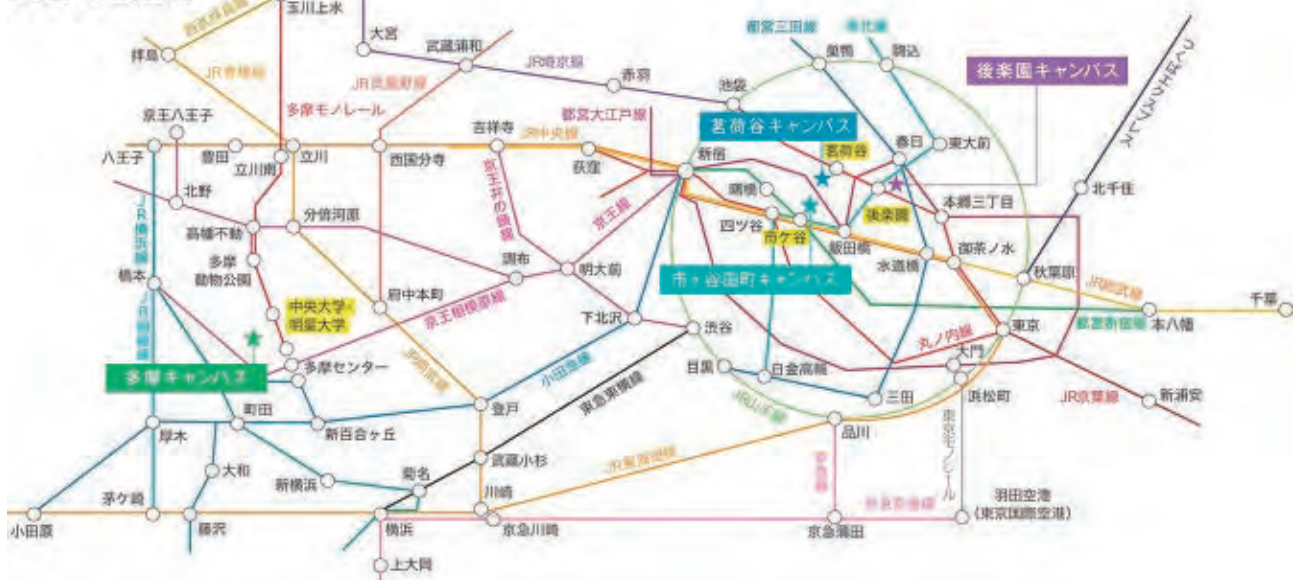 玉川上水
大宮
武蔵浦和
都営三田線
巣鴨
駒込
後楽園キャンパス
つくばエクスプレス
拝島
JR青梅線
JR武蔵野線
JR埼京線
赤羽
池袋
多摩モノレール
京王八王子
都営大江戸線
茗荷谷キャンパス
吉祥寺
JR中央線
春日
東大前
茗荷谷
新宿
八王子
豊田
立川
立川南
西国分寺
荻窪
曙橋
北千住
北野
京王井の頭線
京王線
四ツ谷
後楽園
本郷三丁目
JR横浜線
高幡不動
分倍河原
市ケ谷
飯田橋
水道橋
御茶ノ水
秋葉原
多摩
動物公園
橋本
調布
明大前
市ヶ谷田町キャンパス
JR総武線
千葉
JR相模線
中央大学・
明星大学
府中本町
京王相模原線
下北沢
渋谷
都営新宿線
本八幡
丸ノ内線
東京
多摩キャンパス
多摩センター
JR南武線
小田急線
東急東横線
目黒
白金高輪
大門
浜松町
JR山手線
三田
JR京葉線
新浦安
厚木
町田
新百合ヶ丘
登戸
品川
東京モノレール
大和
新横浜
菊名
武蔵小杉
JR東海道線
京急線
茅ケ崎
川崎
羽田空港
(東京国際空港)
小田原
藤沢
横浜
京急川崎
京急蒲田
上大岡